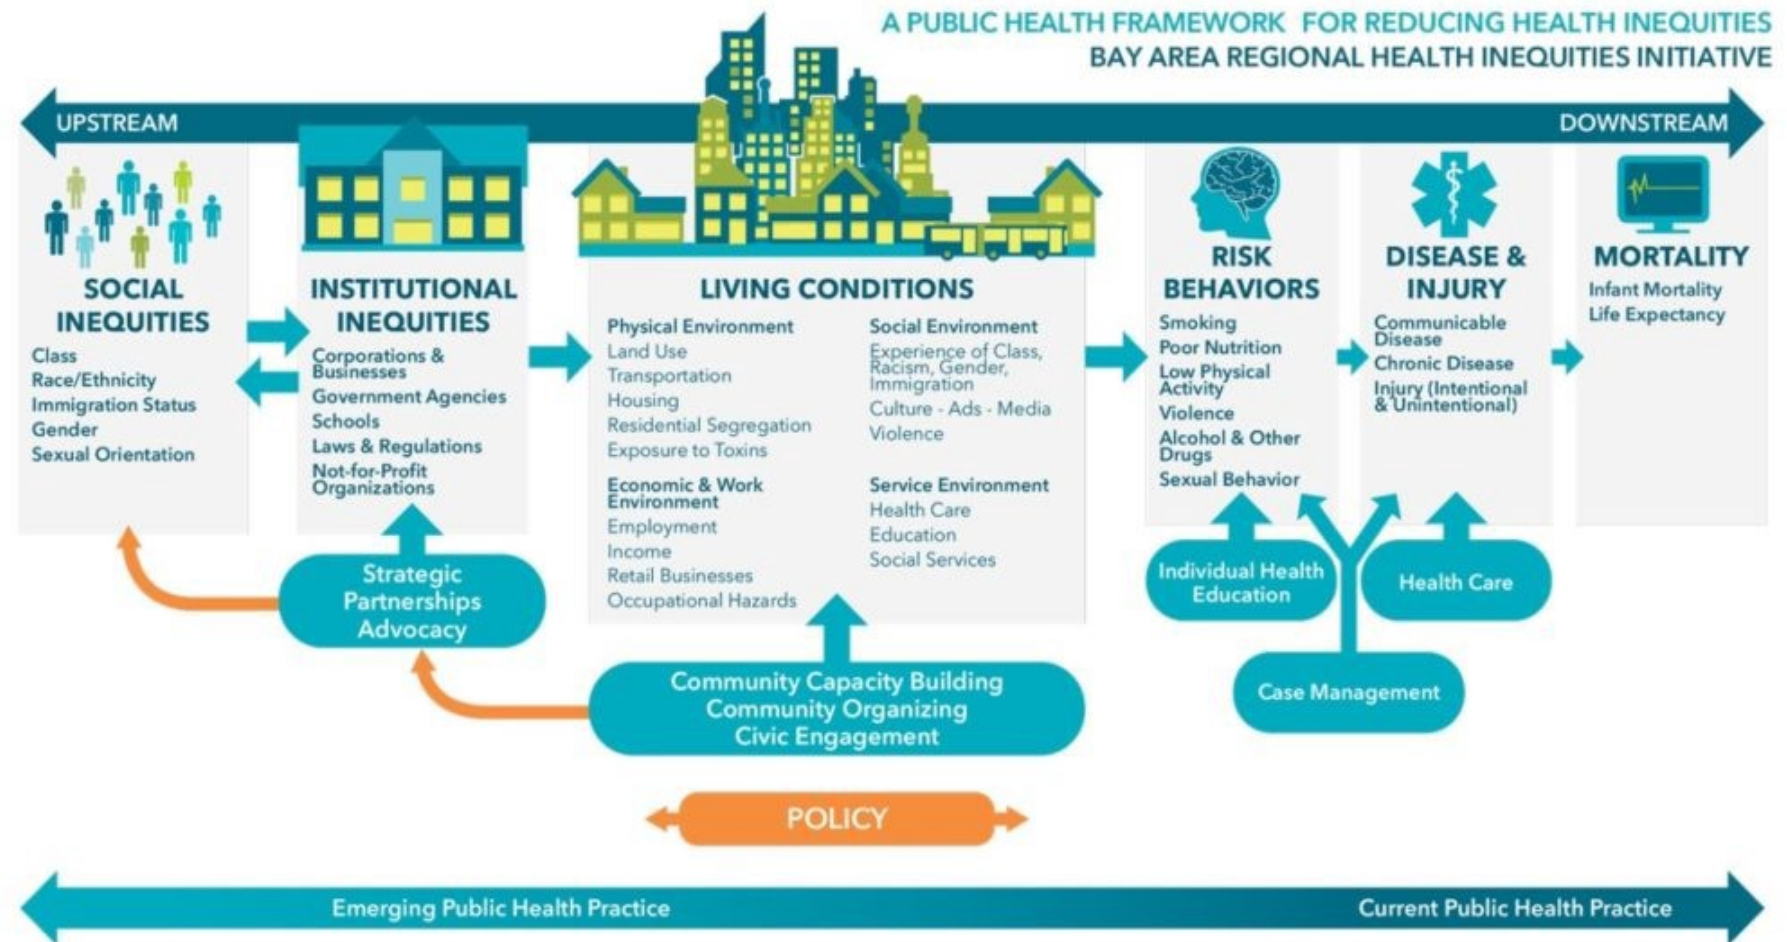 A PUBLIC HEALTH FRAMEWORK FOR REDUCING HEALTH INEQUITIES
BAY AREA REGIONAL HEALTH INEQUITIES INITIATIVE
UPSTREAM
DOWNSTREAM
SOCIAL
INEQUITIES
Class
Race/Ethnicity
Immigration Status
Gender
Sexual Orientation
INSTITUTIONAL
INEQUITIES
Corporations &
Businesses
Government Agencies
Schools
Laws & Regulations
Not-for-Profit
Organizations
LIVING CONDITIONS
Physical Environment
Land Use
Transportation
Housing
Residential Segregation
Exposure to Toxins
Economic & Work
Environment
Employment
Income
Retail Businesses
Occupational Hazards
Social Environment
Experience of Class,
Racism, Gender,
Immigration
Culture - Ads - Media
Violence
Service Environment
Health Care
Education
Social Services
RISK
BEHAVIORS
Smoking
Poor Nutrition
Low Physical
Activity
Violence
Alcohol & Other
Drugs
Sexual Behavior
DISEASE &
INJURY
Communicable
Disease
Chronic Disease
Injury (Intentional
& Unintentional)
MORTALITY
Infant Mortality
Life Expectancy
Strategic
Partnerships
Advocacy
Community Capacity Building
Community Organizing
Civic Engagement
Individual Health
Education
Health Care
Case Management
POLICY
Emerging Public Health Practice
Current Public Health Practice